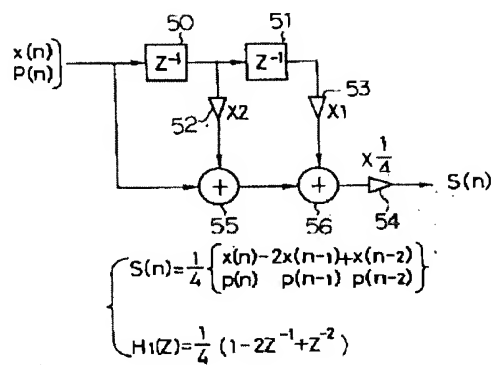 50
51
x(n)
p(n)
Z⁻¹
Z⁻¹
52
X2
53
X1
X 1/4
+
+
S(n)
55
56
54
S(n)=1/4{x(n)-2x(n-1)+x(n-2)
p(n) p(n-1) p(n-2)}
H1(Z)=1/4 (1-2Z⁻¹+Z⁻²)